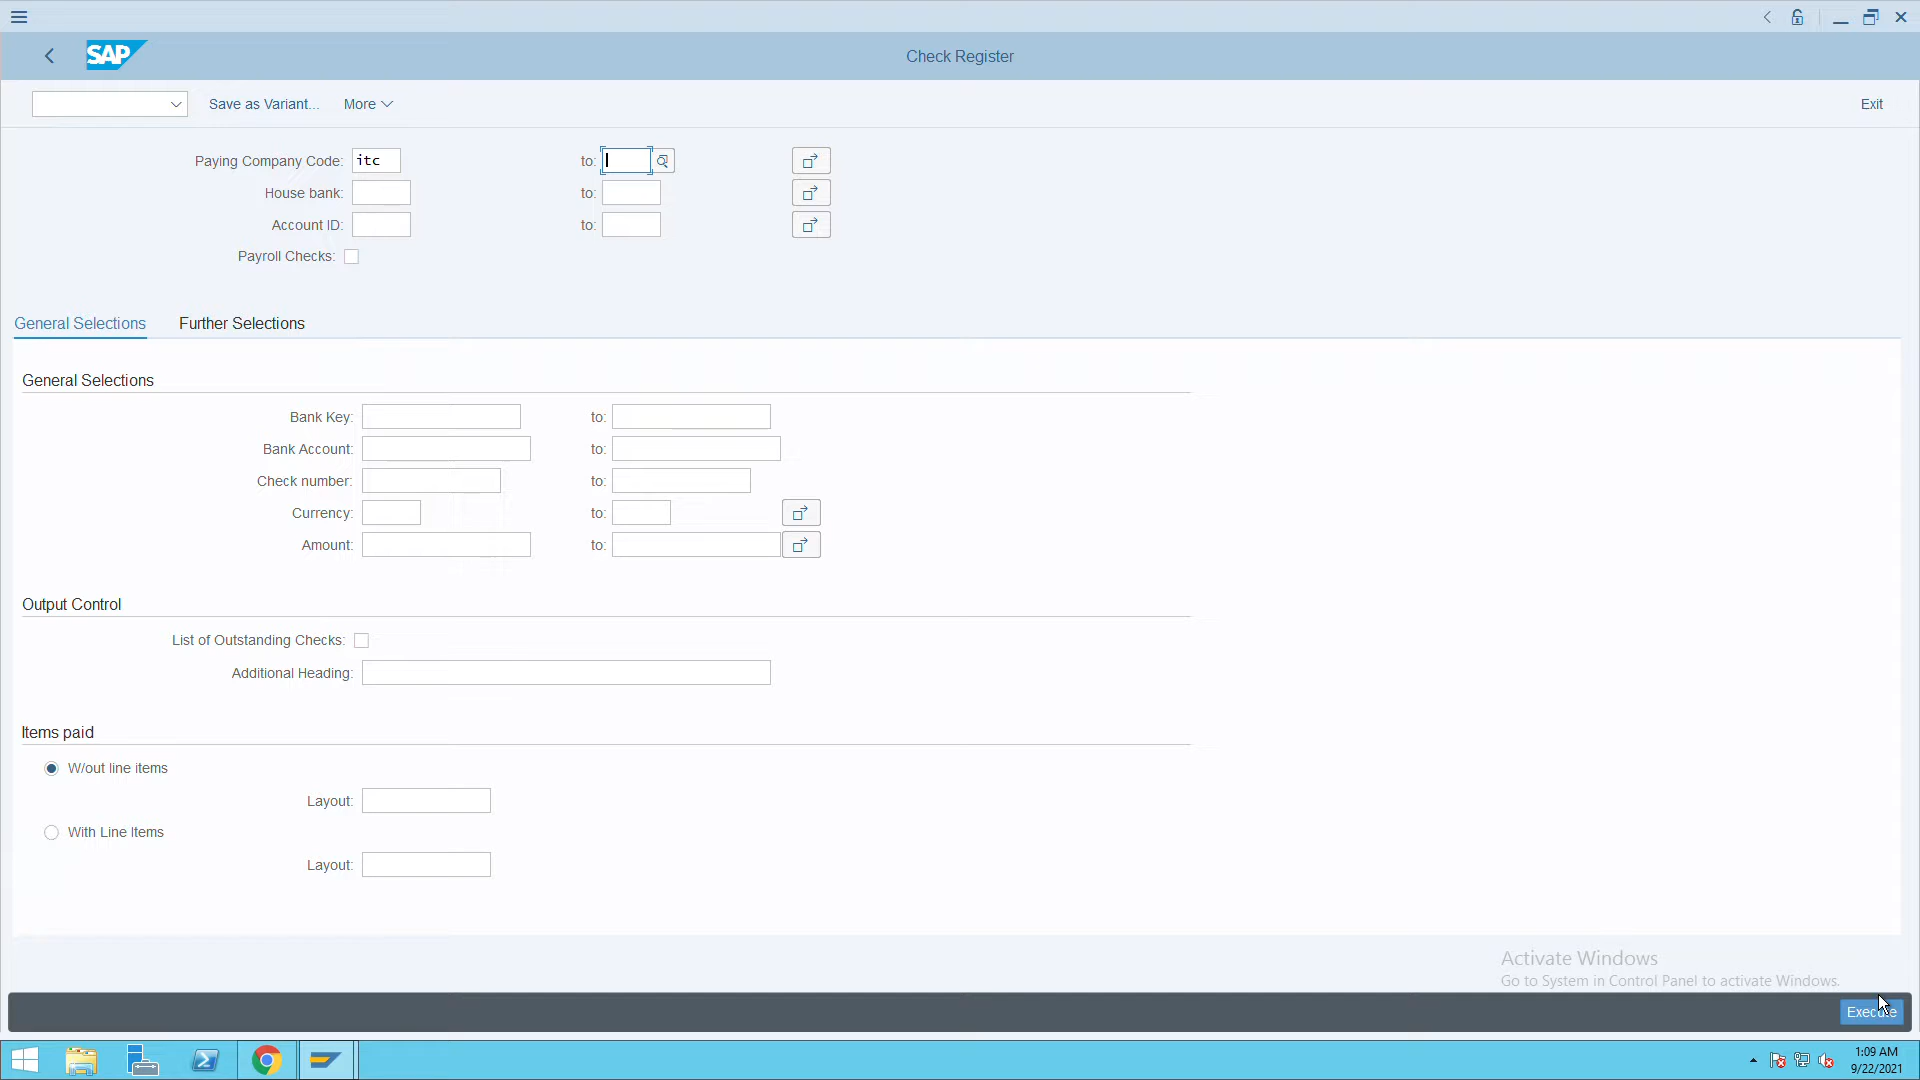 SAP
Check Register
Save as Variant... More Exit
Paying Company Code: itc to:
House bank: to:
Account ID: to:
Payroll Checks:
General Selections Further Selections
General Selections
Bank Key: to:
Bank Account: to:
Check number: to:
Currency: to:
Amount: to:
Output Control
List of Outstanding Checks:
Additional Heading:
Items paid
W/out line items
Layout:
With Line Items
Layout:
Activate Windows
Go to System in Control Panel to activate Windows.
Execute
1:09 AM
9/22/2021